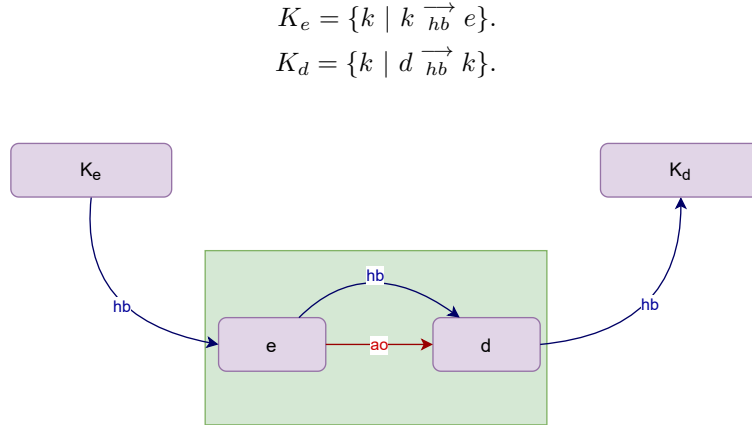 K_e = {k | k →hb e}.
K_d = {k | d →hb k}.
K_e
K_d
hb
hb
hb
e
ao
d